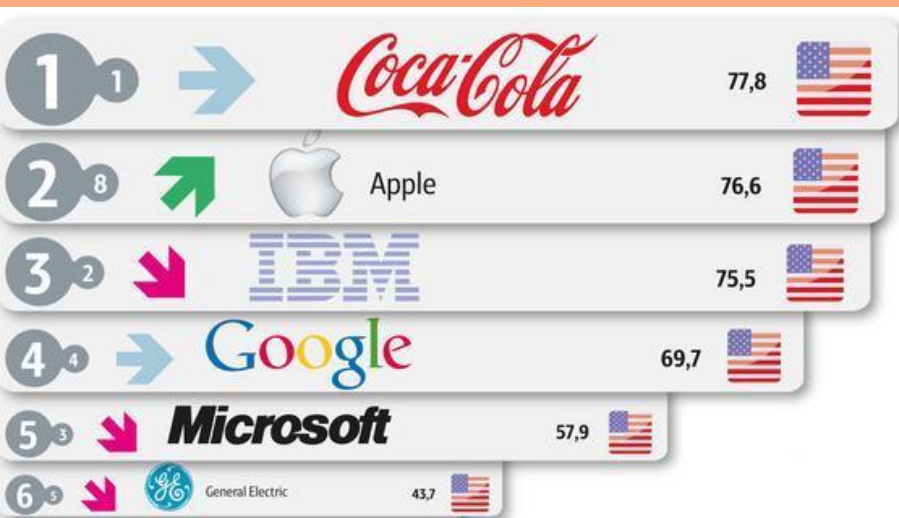 1 1 Coca-Cola 77,8
2 8 Apple 76,6
3 2 IBM 75,5
4 4 Google 69,7
5 3 Microsoft 57,9
6 5 GE General Electric 43,7